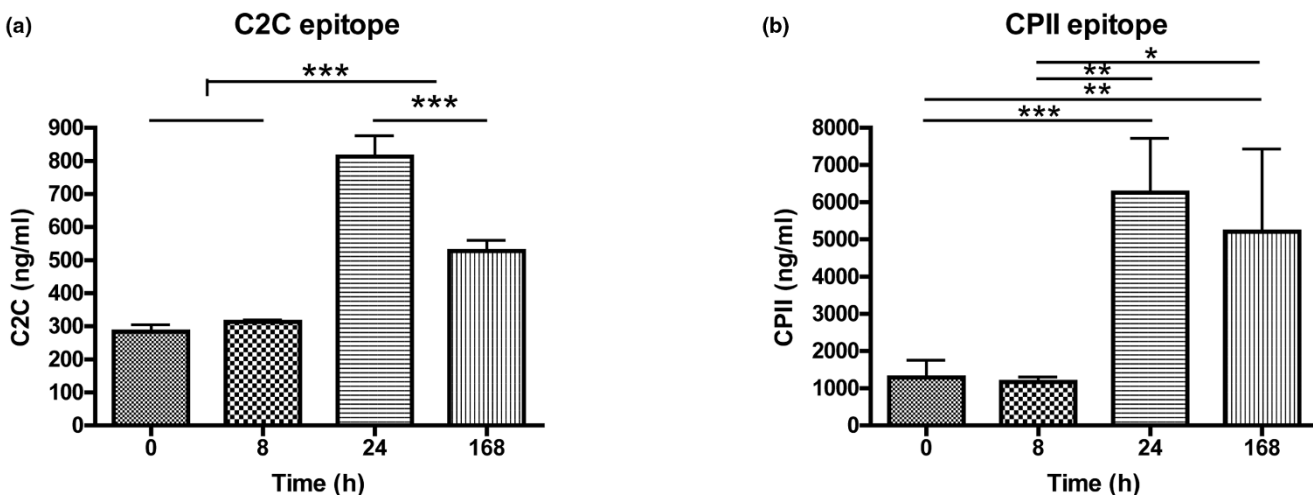 (a)
C2C epitope
***
***
C2C (ng/ml)
900
800
700
600
500
400
300
200
100
0
0 8 24 168
Time (h)
(b)
CPII epitope
*
**
**
***
CPII (ng/ml)
8000
7000
6000
5000
4000
3000
2000
1000
0
0 8 24 168
Time (h)